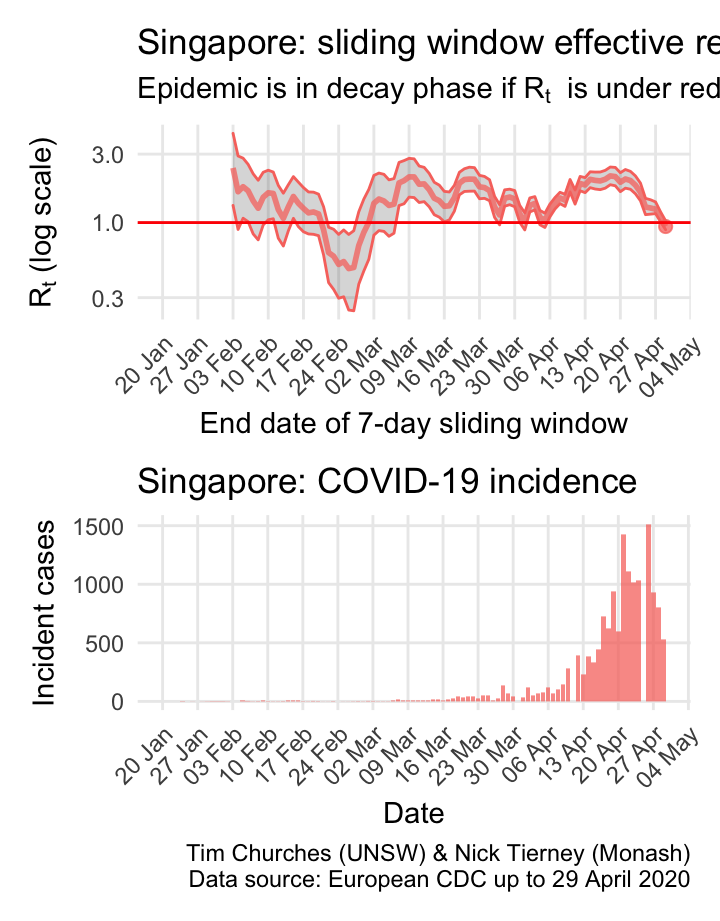 Singapore: sliding window effective re
Epidemic is in decay phase if Rt is under red
Rt (log scale)
3.0
1.0
0.3
20 Jan
27 Jan
03 Feb
10 Feb
17 Feb
24 Feb
02 Mar
09 Mar
16 Mar
23 Mar
30 Mar
06 Apr
13 Apr
20 Apr
27 Apr
04 May
End date of 7-day sliding window
Singapore: COVID-19 incidence
Incident cases
1500
1000
500
0
20 Jan
27 Jan
03 Feb
10 Feb
17 Feb
24 Feb
02 Mar
09 Mar
16 Mar
23 Mar
30 Mar
06 Apr
13 Apr
20 Apr
27 Apr
04 May
Date
Tim Churches (UNSW) & Nick Tierney (Monash)
Data source: European CDC up to 29 April 2020